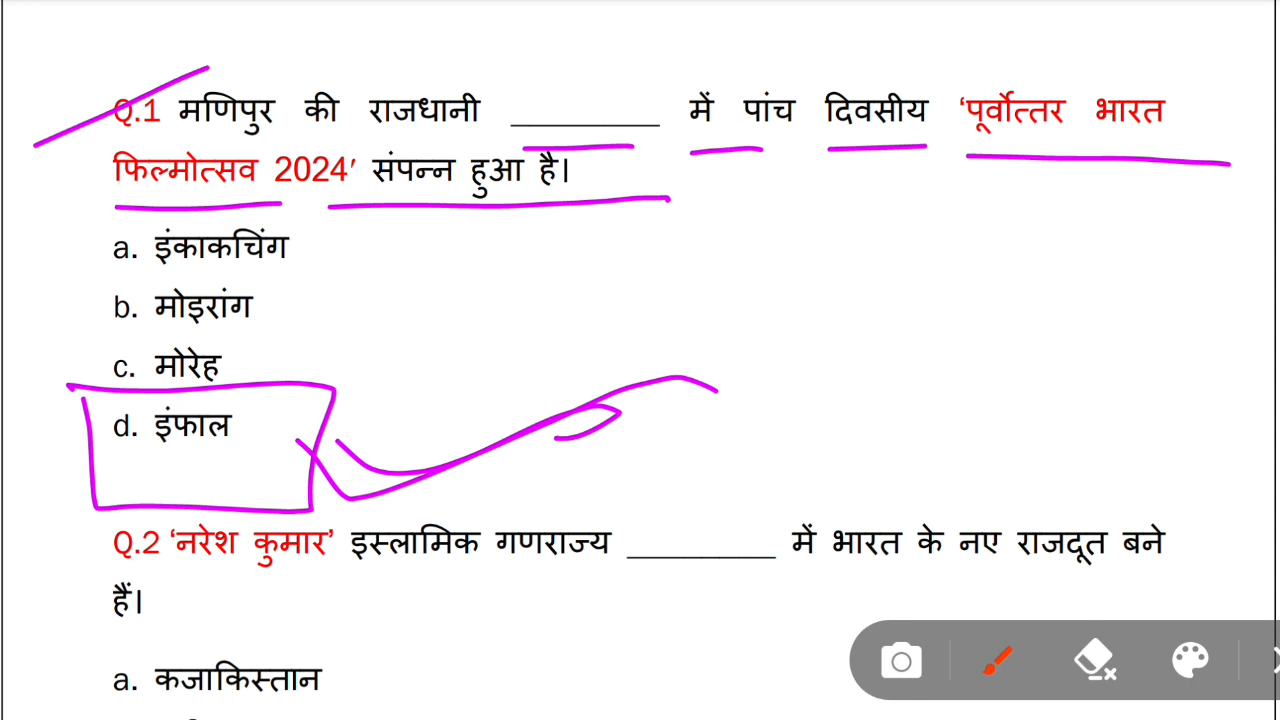 Q.1 मणिपुर की राजधानी _________ में पांच दिवसीय ‘पूर्वोत्तर भारत
फिल्मोत्सव 2024’ संपन्न हुआ है।
a. इंकाकचिंग
b. मोइरांग
c. मोरेह
d. इंफाल
Q.2 ‘नरेश कुमार’ इस्लामिक गणराज्य _________ में भारत के नए राजदूत बने
हैं।
a. कजाकिस्तान